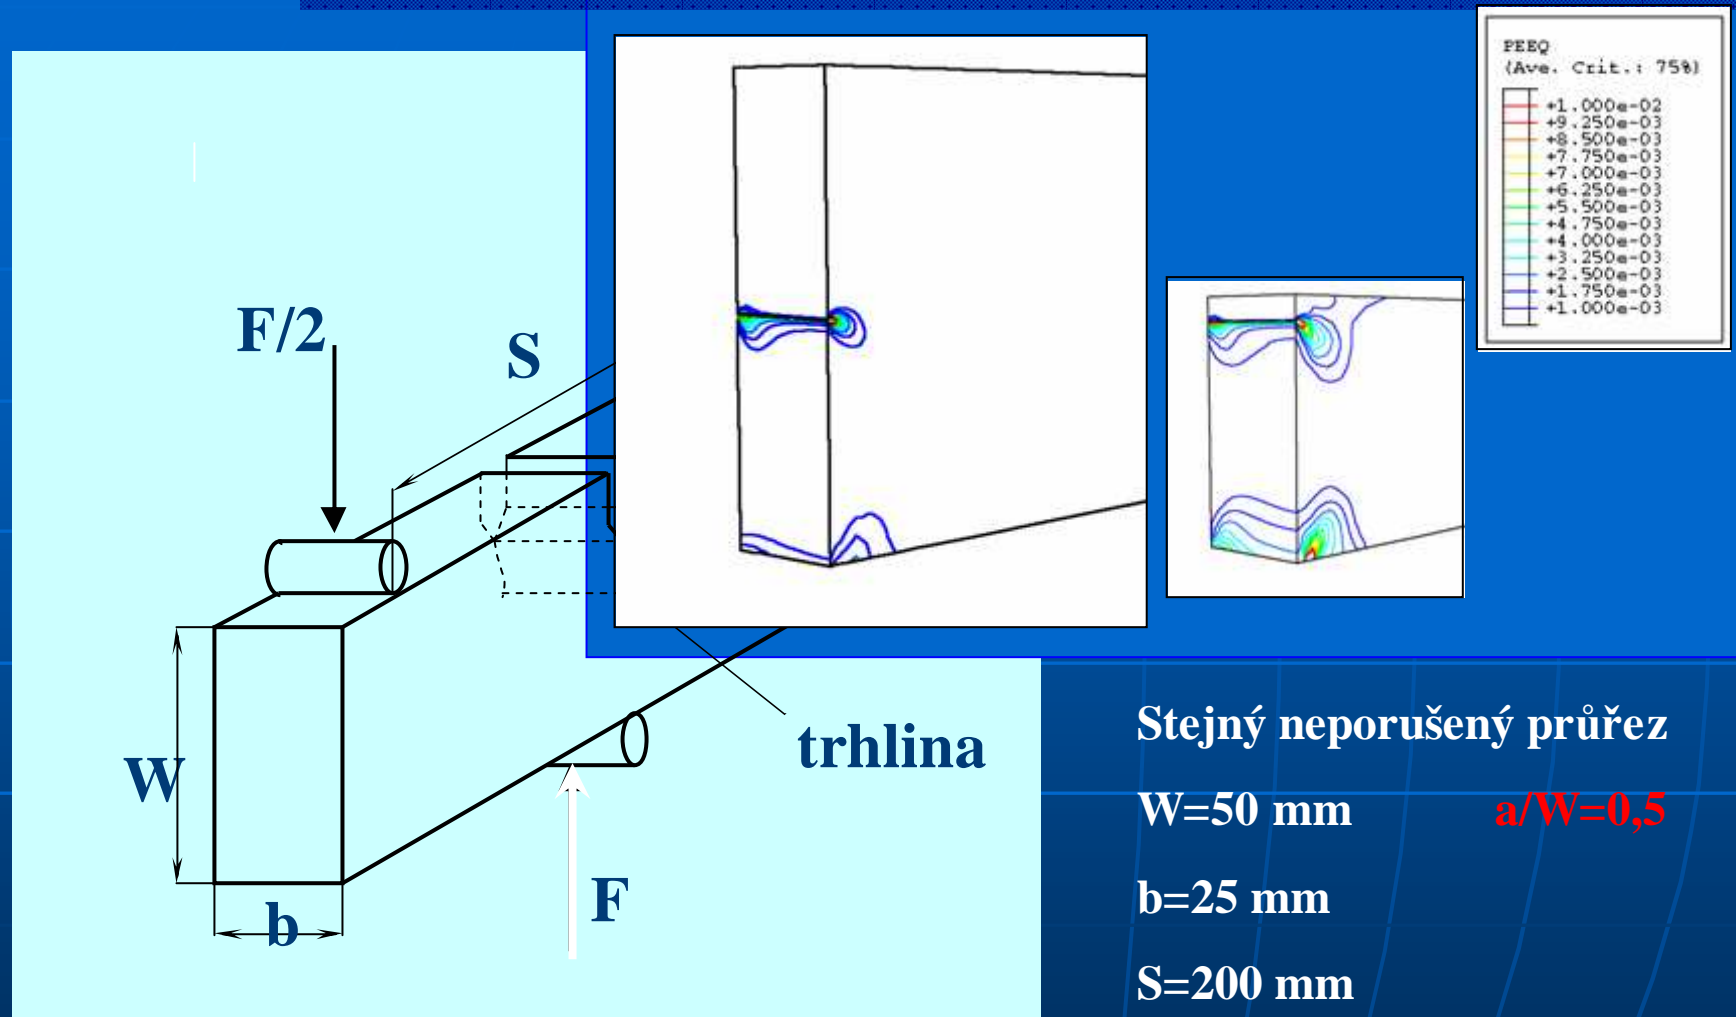 PEEQ
(Ave. Crit.: 75%)
+1.000e-02
+9.250e-03
+8.500e-03
+7.750e-03
+7.000e-03
+6.250e-03
+5.500e-03
+4.750e-03
+4.000e-03
+3.250e-03
+2.500e-03
+1.750e-03
+1.000e-03
F/2
S
W
b
F
trhlina
Stejný neporušený průřez
W=50 mm a/W=0,5
b=25 mm
S=200 mm